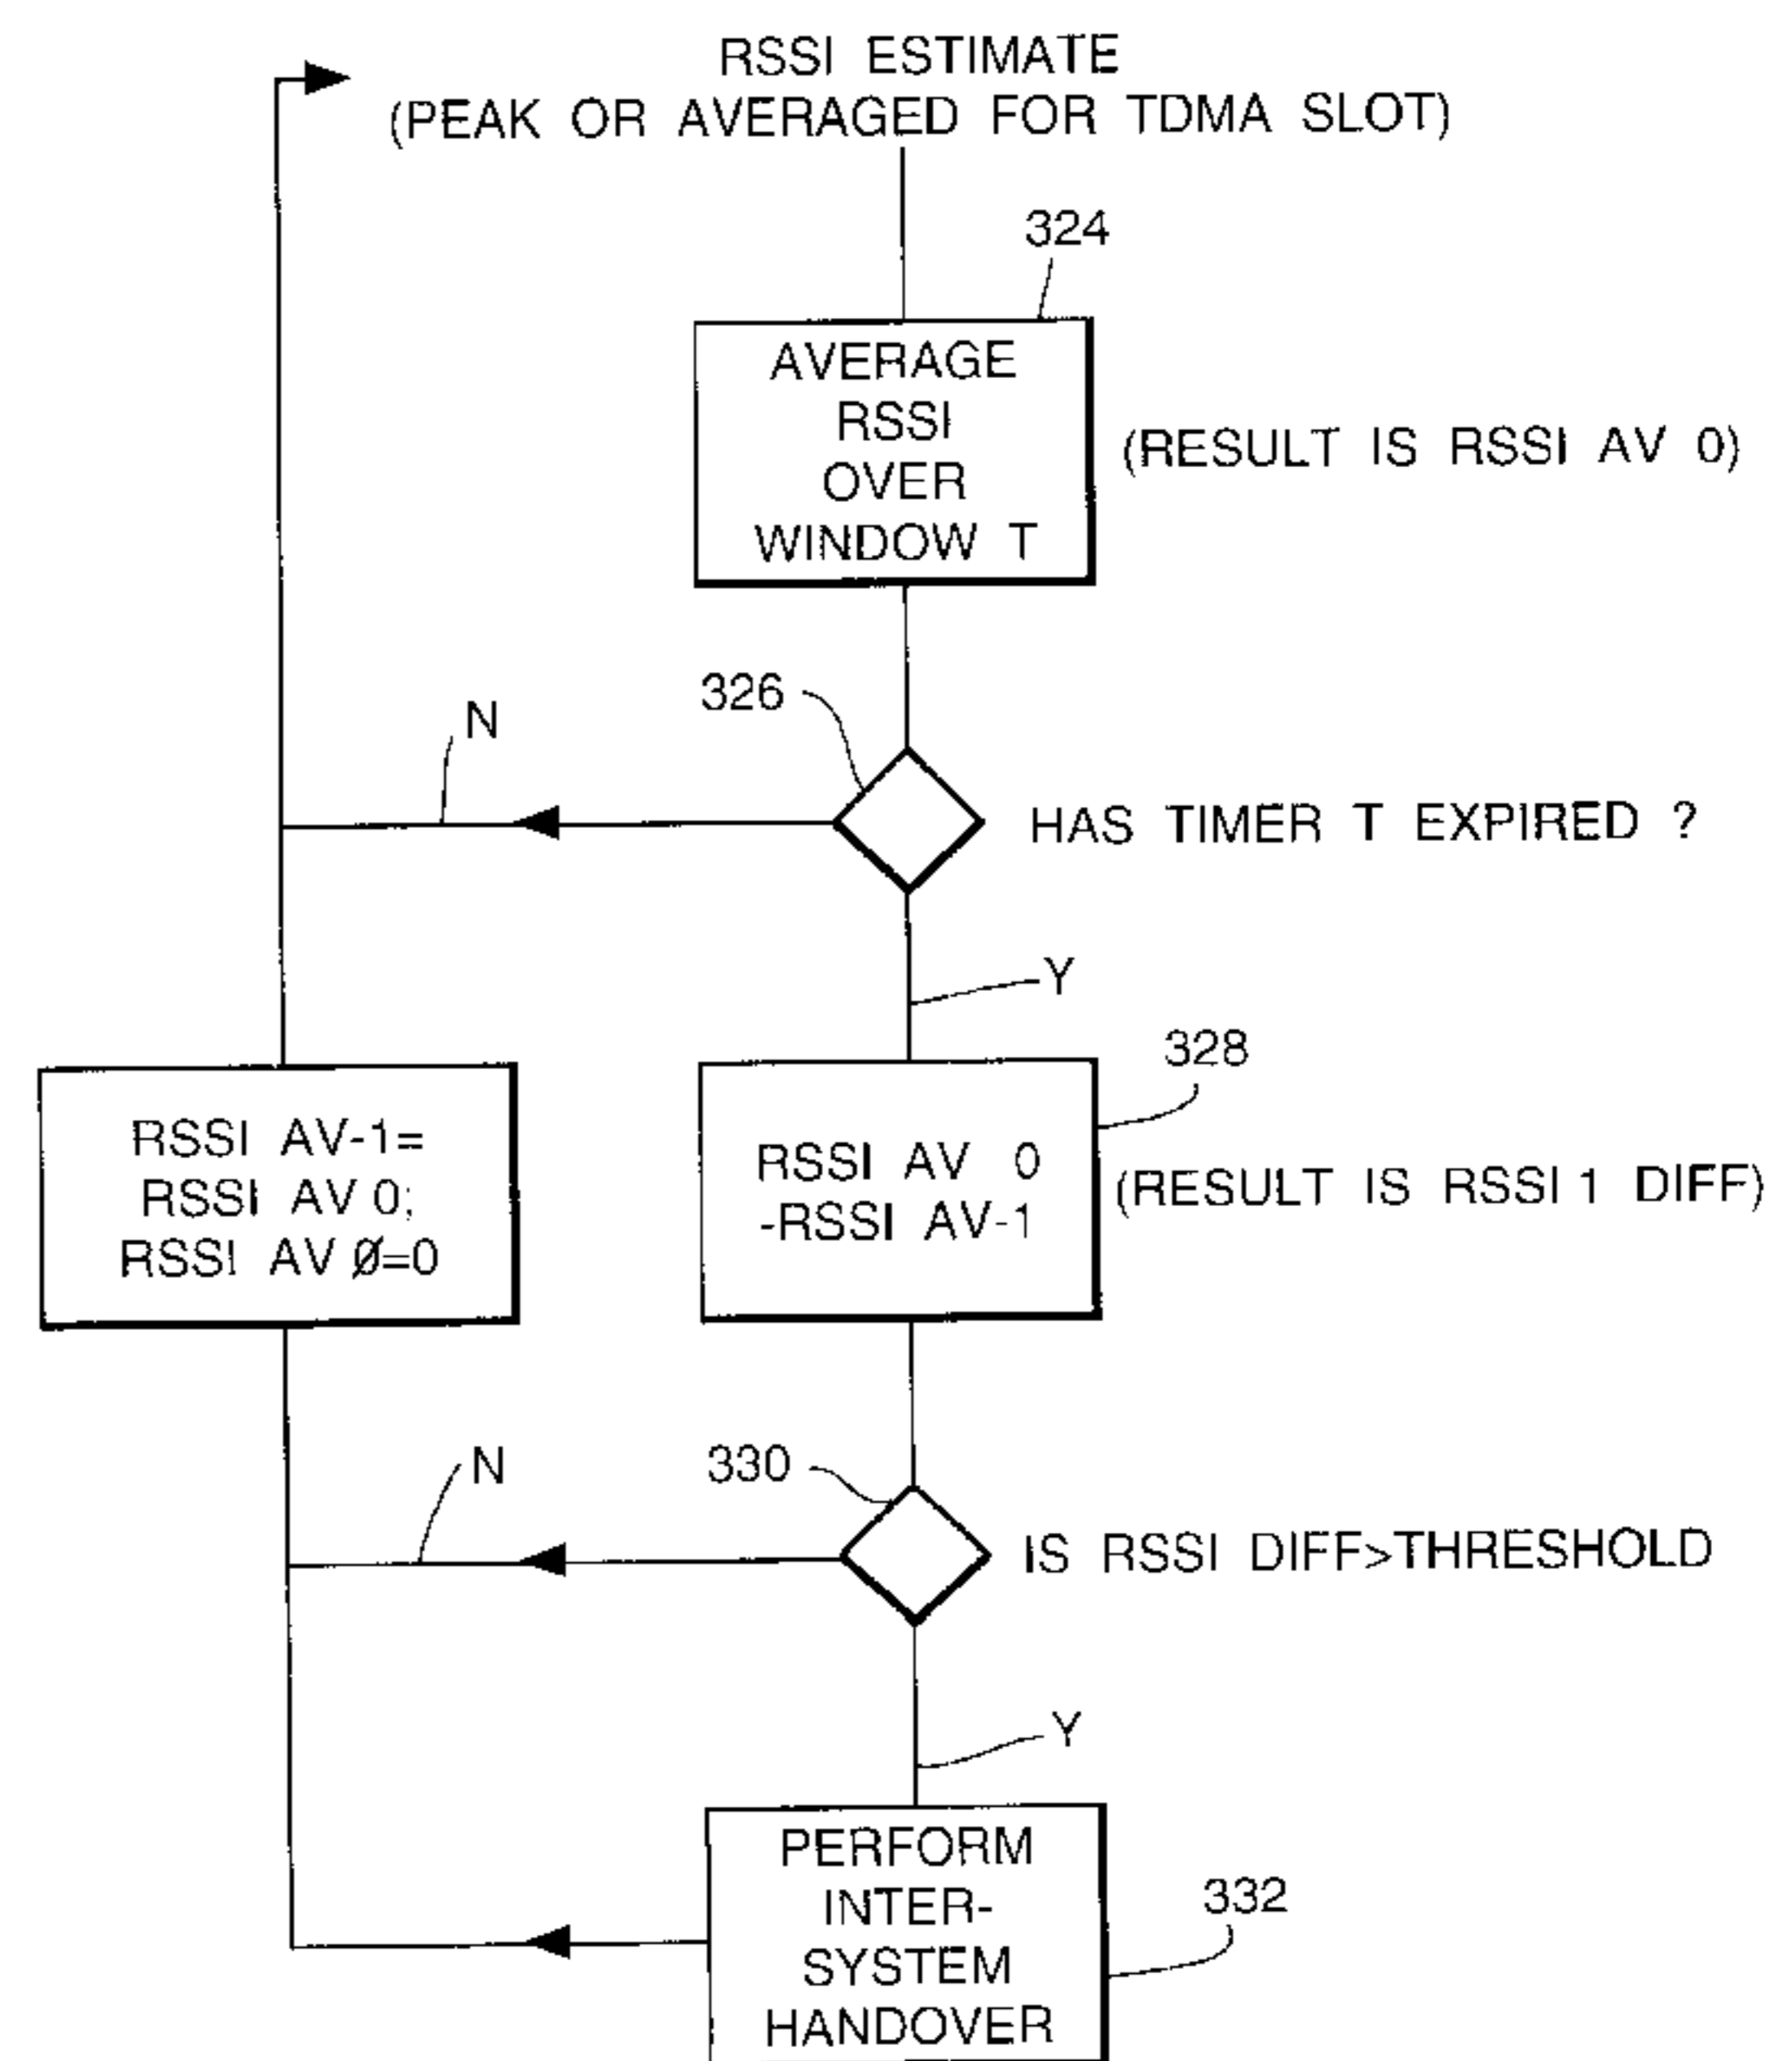 RSSI ESTIMATE
(PEAK OR AVERAGED FOR TDMA SLOT)
324
AVERAGE
RSSI
OVER
WINDOW T
(RESULT IS RSSI AV 0)
326
N
HAS TIMER T EXPIRED ?
Y
328
RSSI AV-1=
RSSI AV 0;
RSSI AV Ø=0
RSSI AV 0
-RSSI AV-1
(RESULT IS RSSI 1 DIFF)
330
N
IS RSSI DIFF>THRESHOLD
Y
PERFORM
INTER-
SYSTEM
HANDOVER
332